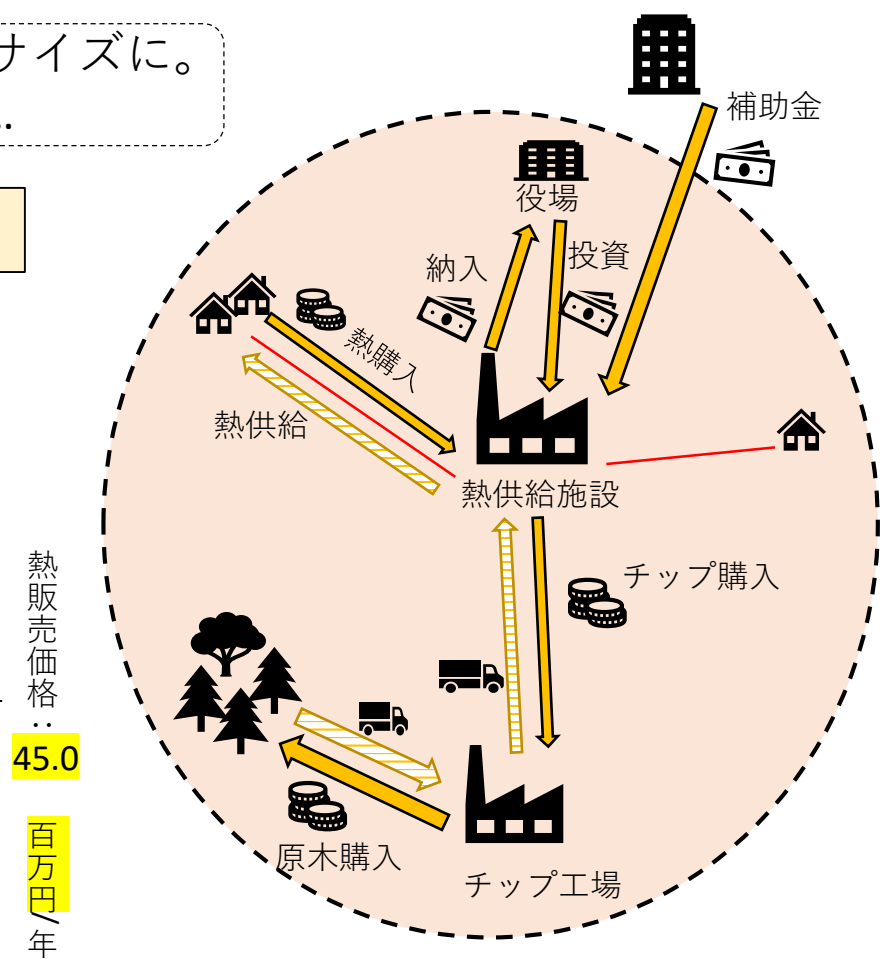 サイズに。
..
補助金
役場
納入
投資
熱購入
熱供給
熱供給施設
チップ購入
熱販売価格：45.0百万円/年
原木購入
チップ工場